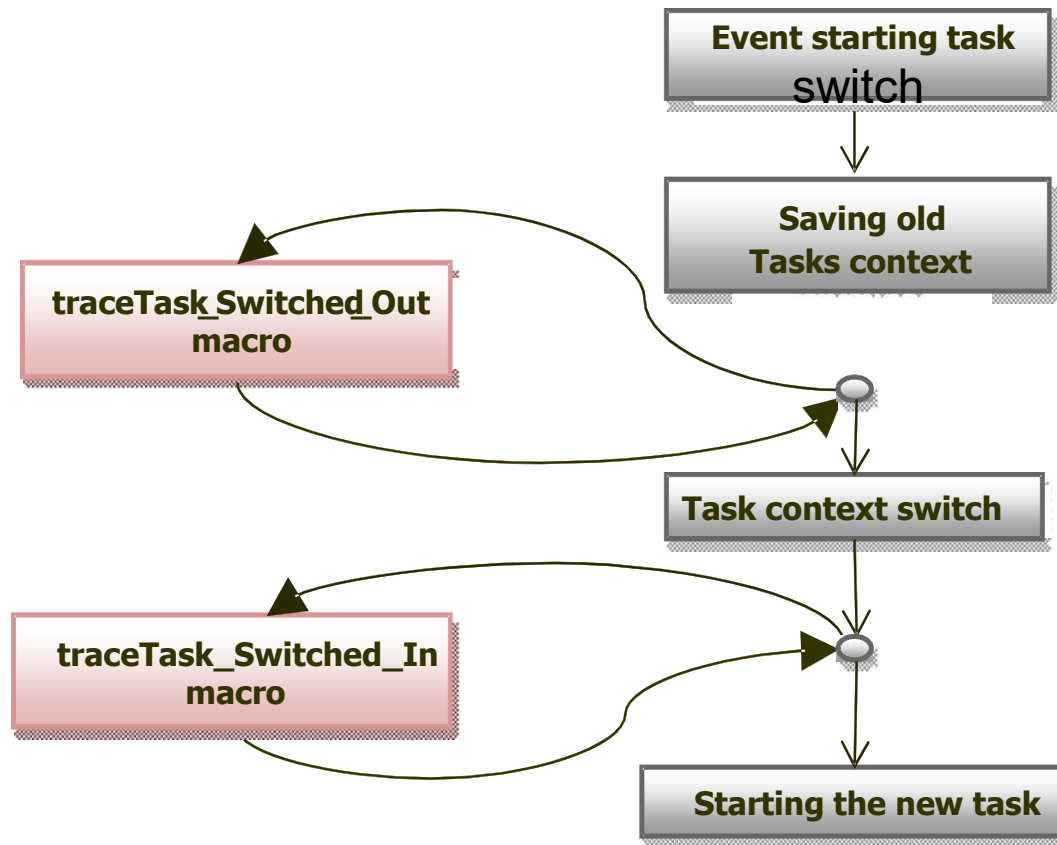 Event starting task
switch
Saving old
Tasks context
traceTask_Switched_Out
macro
Task context switch
traceTask_Switched_In
macro
Starting the new task